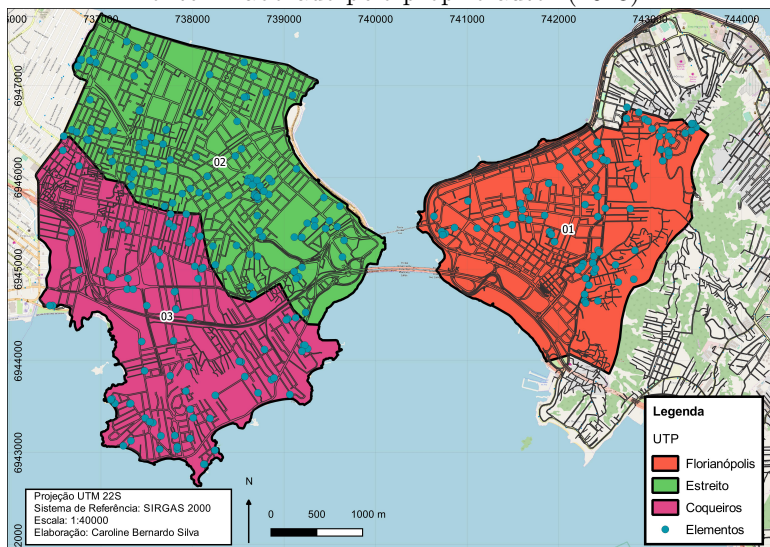 736000 737000 738000 739000 740000 741000 742000 743000 744000
6947000
6946000
6945000
6944000
6943000
02
01
03
Legenda
UTP
Florianópolis
Estreito
Coqueiros
Elementos
Projeção UTM 22S
Sistema de Referência: SIRGAS 2000
Escala: 1:40000
Elaboração: Caroline Bernardo Silva
N
0 500 1000 m